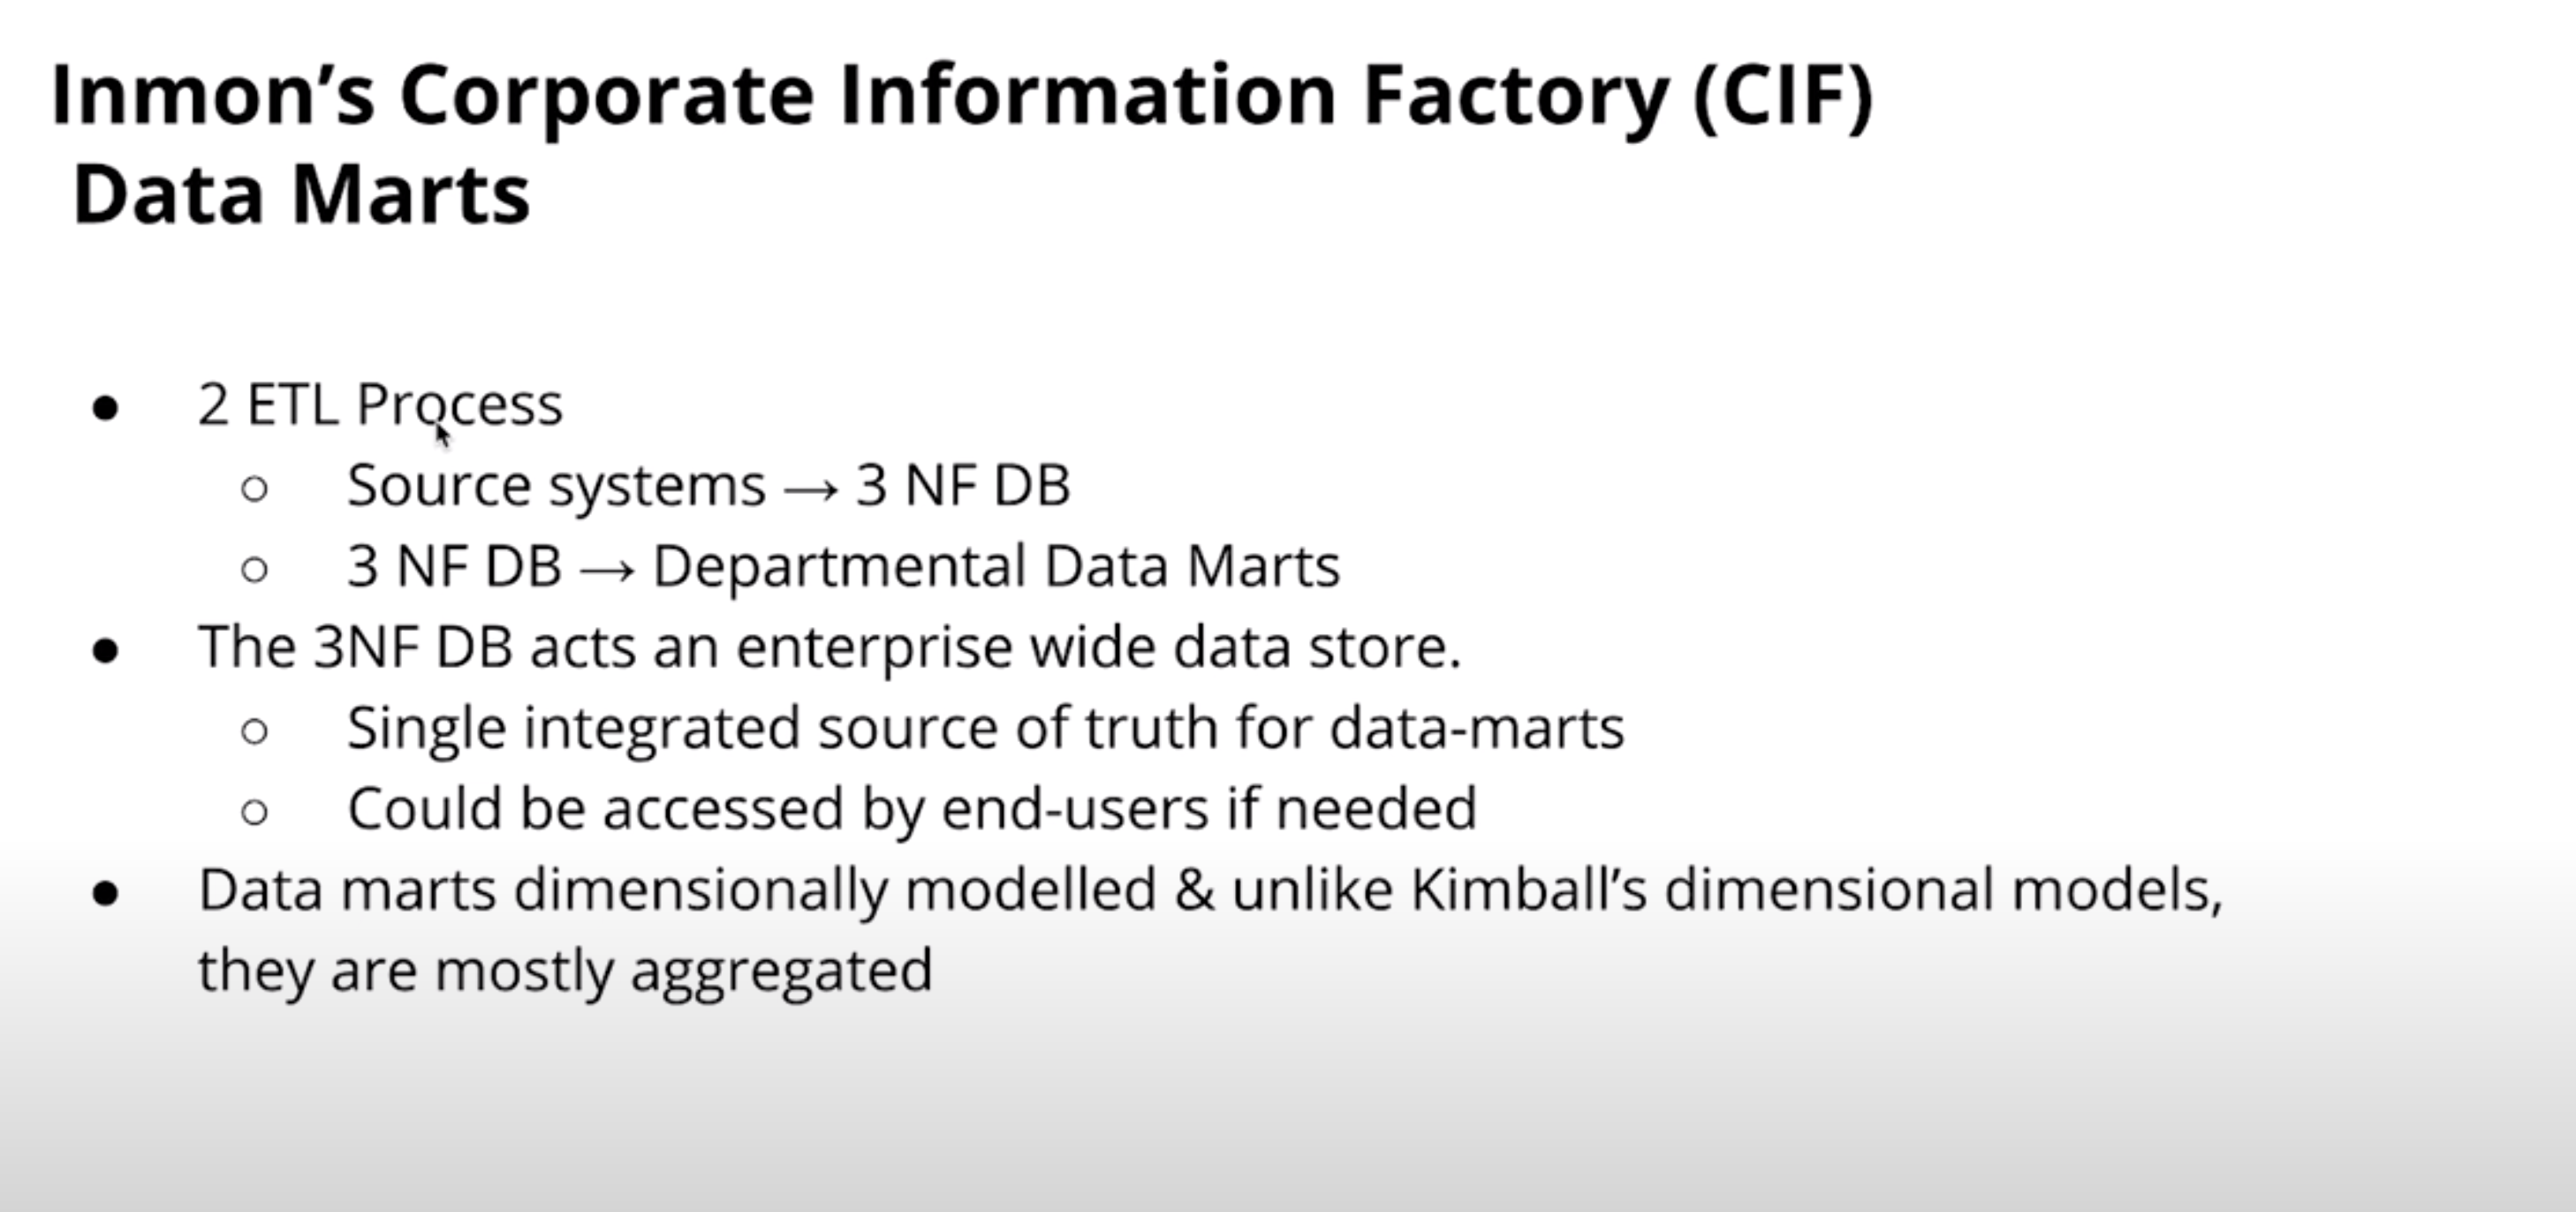 Inmon’s Corporate Information Factory (CIF)
Data Marts
● 2 ETL Process
○ Source systems → 3 NF DB
○ 3 NF DB → Departmental Data Marts
● The 3NF DB acts an enterprise wide data store.
○ Single integrated source of truth for data-marts
○ Could be accessed by end-users if needed
● Data marts dimensionally modelled & unlike Kimball’s dimensional models,
they are mostly aggregated